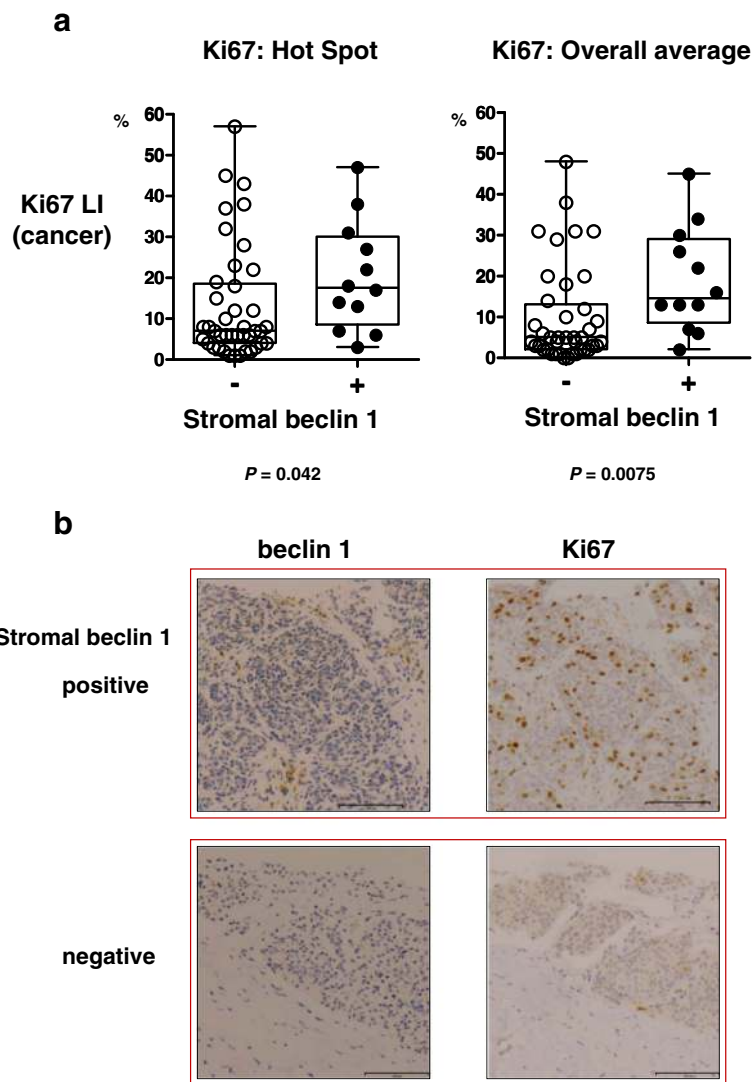 a
Ki67: Hot Spot
Ki67: Overall average
Ki67 LI
(cancer)
%
60
50
40
30
20
10
0
-
+
Stromal beclin 1
P = 0.042
%
60
50
40
30
20
10
0
-
+
Stromal beclin 1
P = 0.0075
b
beclin 1
Ki67
Stromal beclin 1
positive
negative